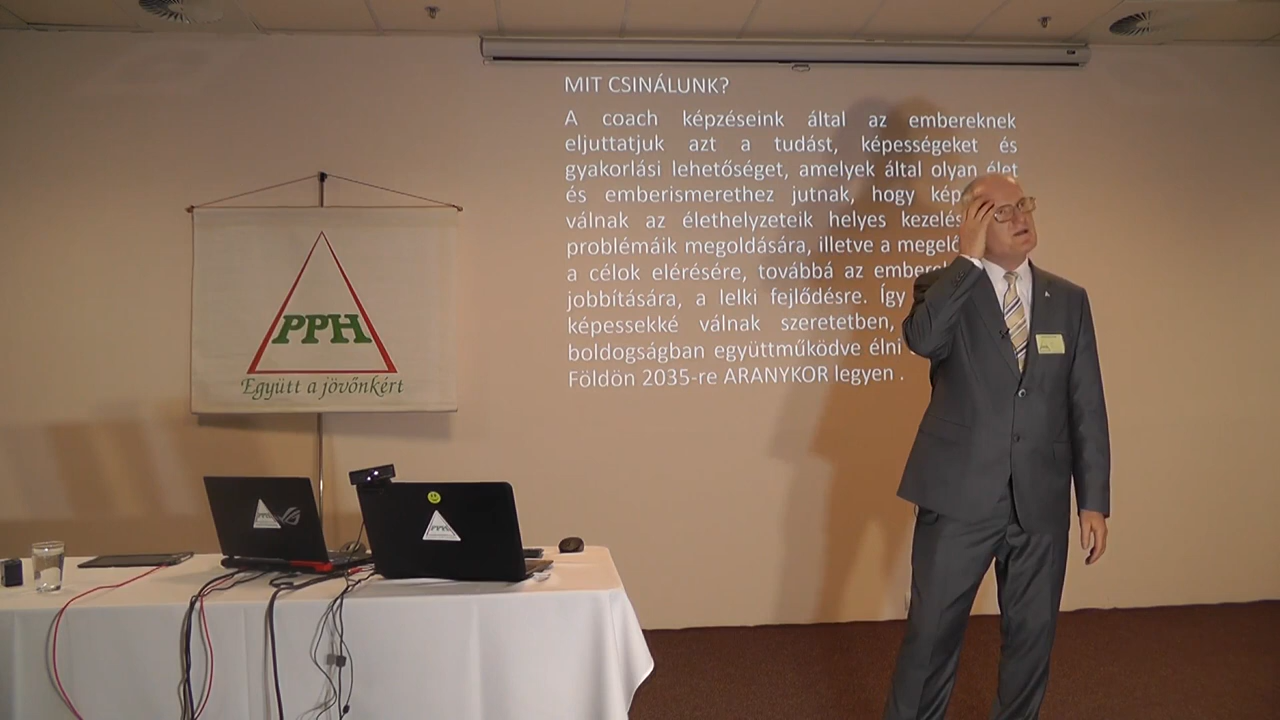 MIT CSINÁLUNK?
A coach képzéseink által az embereknek
eljuttatjuk azt a tudást, képességeket és
gyakorlási lehetőséget, amelyek által olyan élet
és emberismerethez jutnak, hogy
válnak az élethelyzeteik helyes
problémáik megoldására, illetve a
a célok elérésére, továbbá az
jobbítására, a lelki fejlődésre. Így
képessekké válnak szeretetben,
boldogságban együttműködve élni
Földön 2035-re ARANYKOR legyen .
PPH
Együtt a jövőnkért
PPH